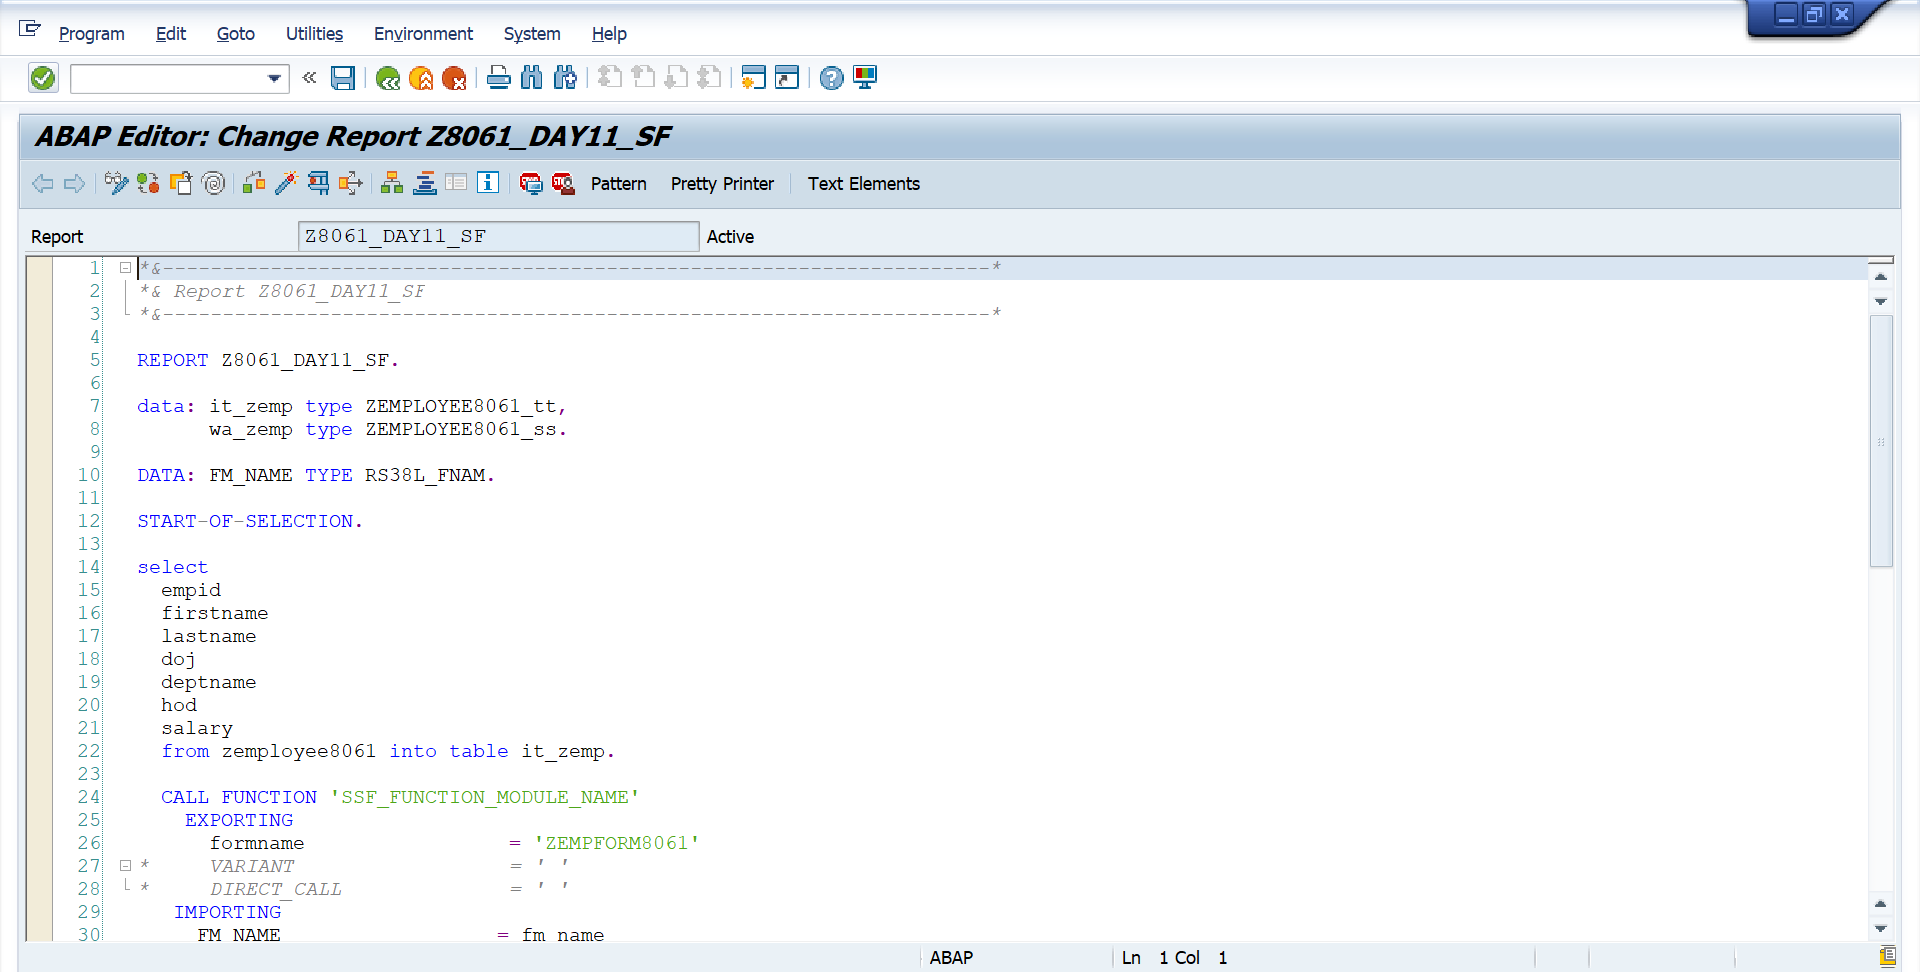 Program Edit Goto Utilities Environment System Help
ABAP Editor: Change Report Z8061_DAY11_SF
Pattern Pretty Printer Text Elements
Report Z8061_DAY11_SF Active
1 *&---------------------------------------------------------------------*
2 *& Report Z8061_DAY11_SF
3 *&---------------------------------------------------------------------*
4
5 REPORT Z8061_DAY11_SF.
6
7 data: it_zemp type ZEMPLOYEE8061_tt,
8 wa_zemp type ZEMPLOYEE8061_ss.
9
10 DATA: FM_NAME TYPE RS38L_FNAM.
11
12 START-OF-SELECTION.
13
14 select
15 empid
16 firstname
17 lastname
18 doj
19 deptname
20 hod
21 salary
22 from zemployee8061 into table it_zemp.
23
24 CALL FUNCTION 'SSF_FUNCTION_MODULE_NAME'
25 EXPORTING
26 formname = 'ZEMPFORM8061'
27 * VARIANT = ' '
28 * DIRECT_CALL = ' '
29 IMPORTING
30 FM_NAME = fm_name
ABAP Ln 1 Col 1